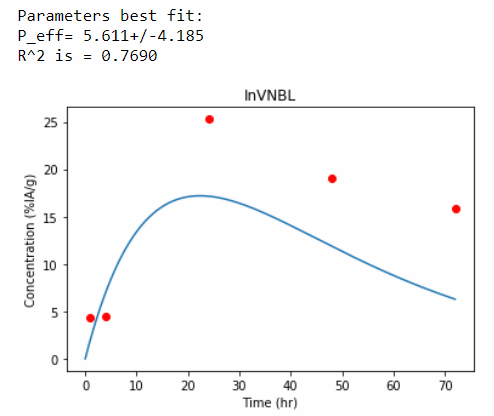 Parameters best fit:
P_eff= 5.611+/-4.185
R^2 is = 0.7690
InVNBL
25
20
15
10
5
0
Concentration (%IA/g)
0 10 20 30 40 50 60 70
Time (hr)